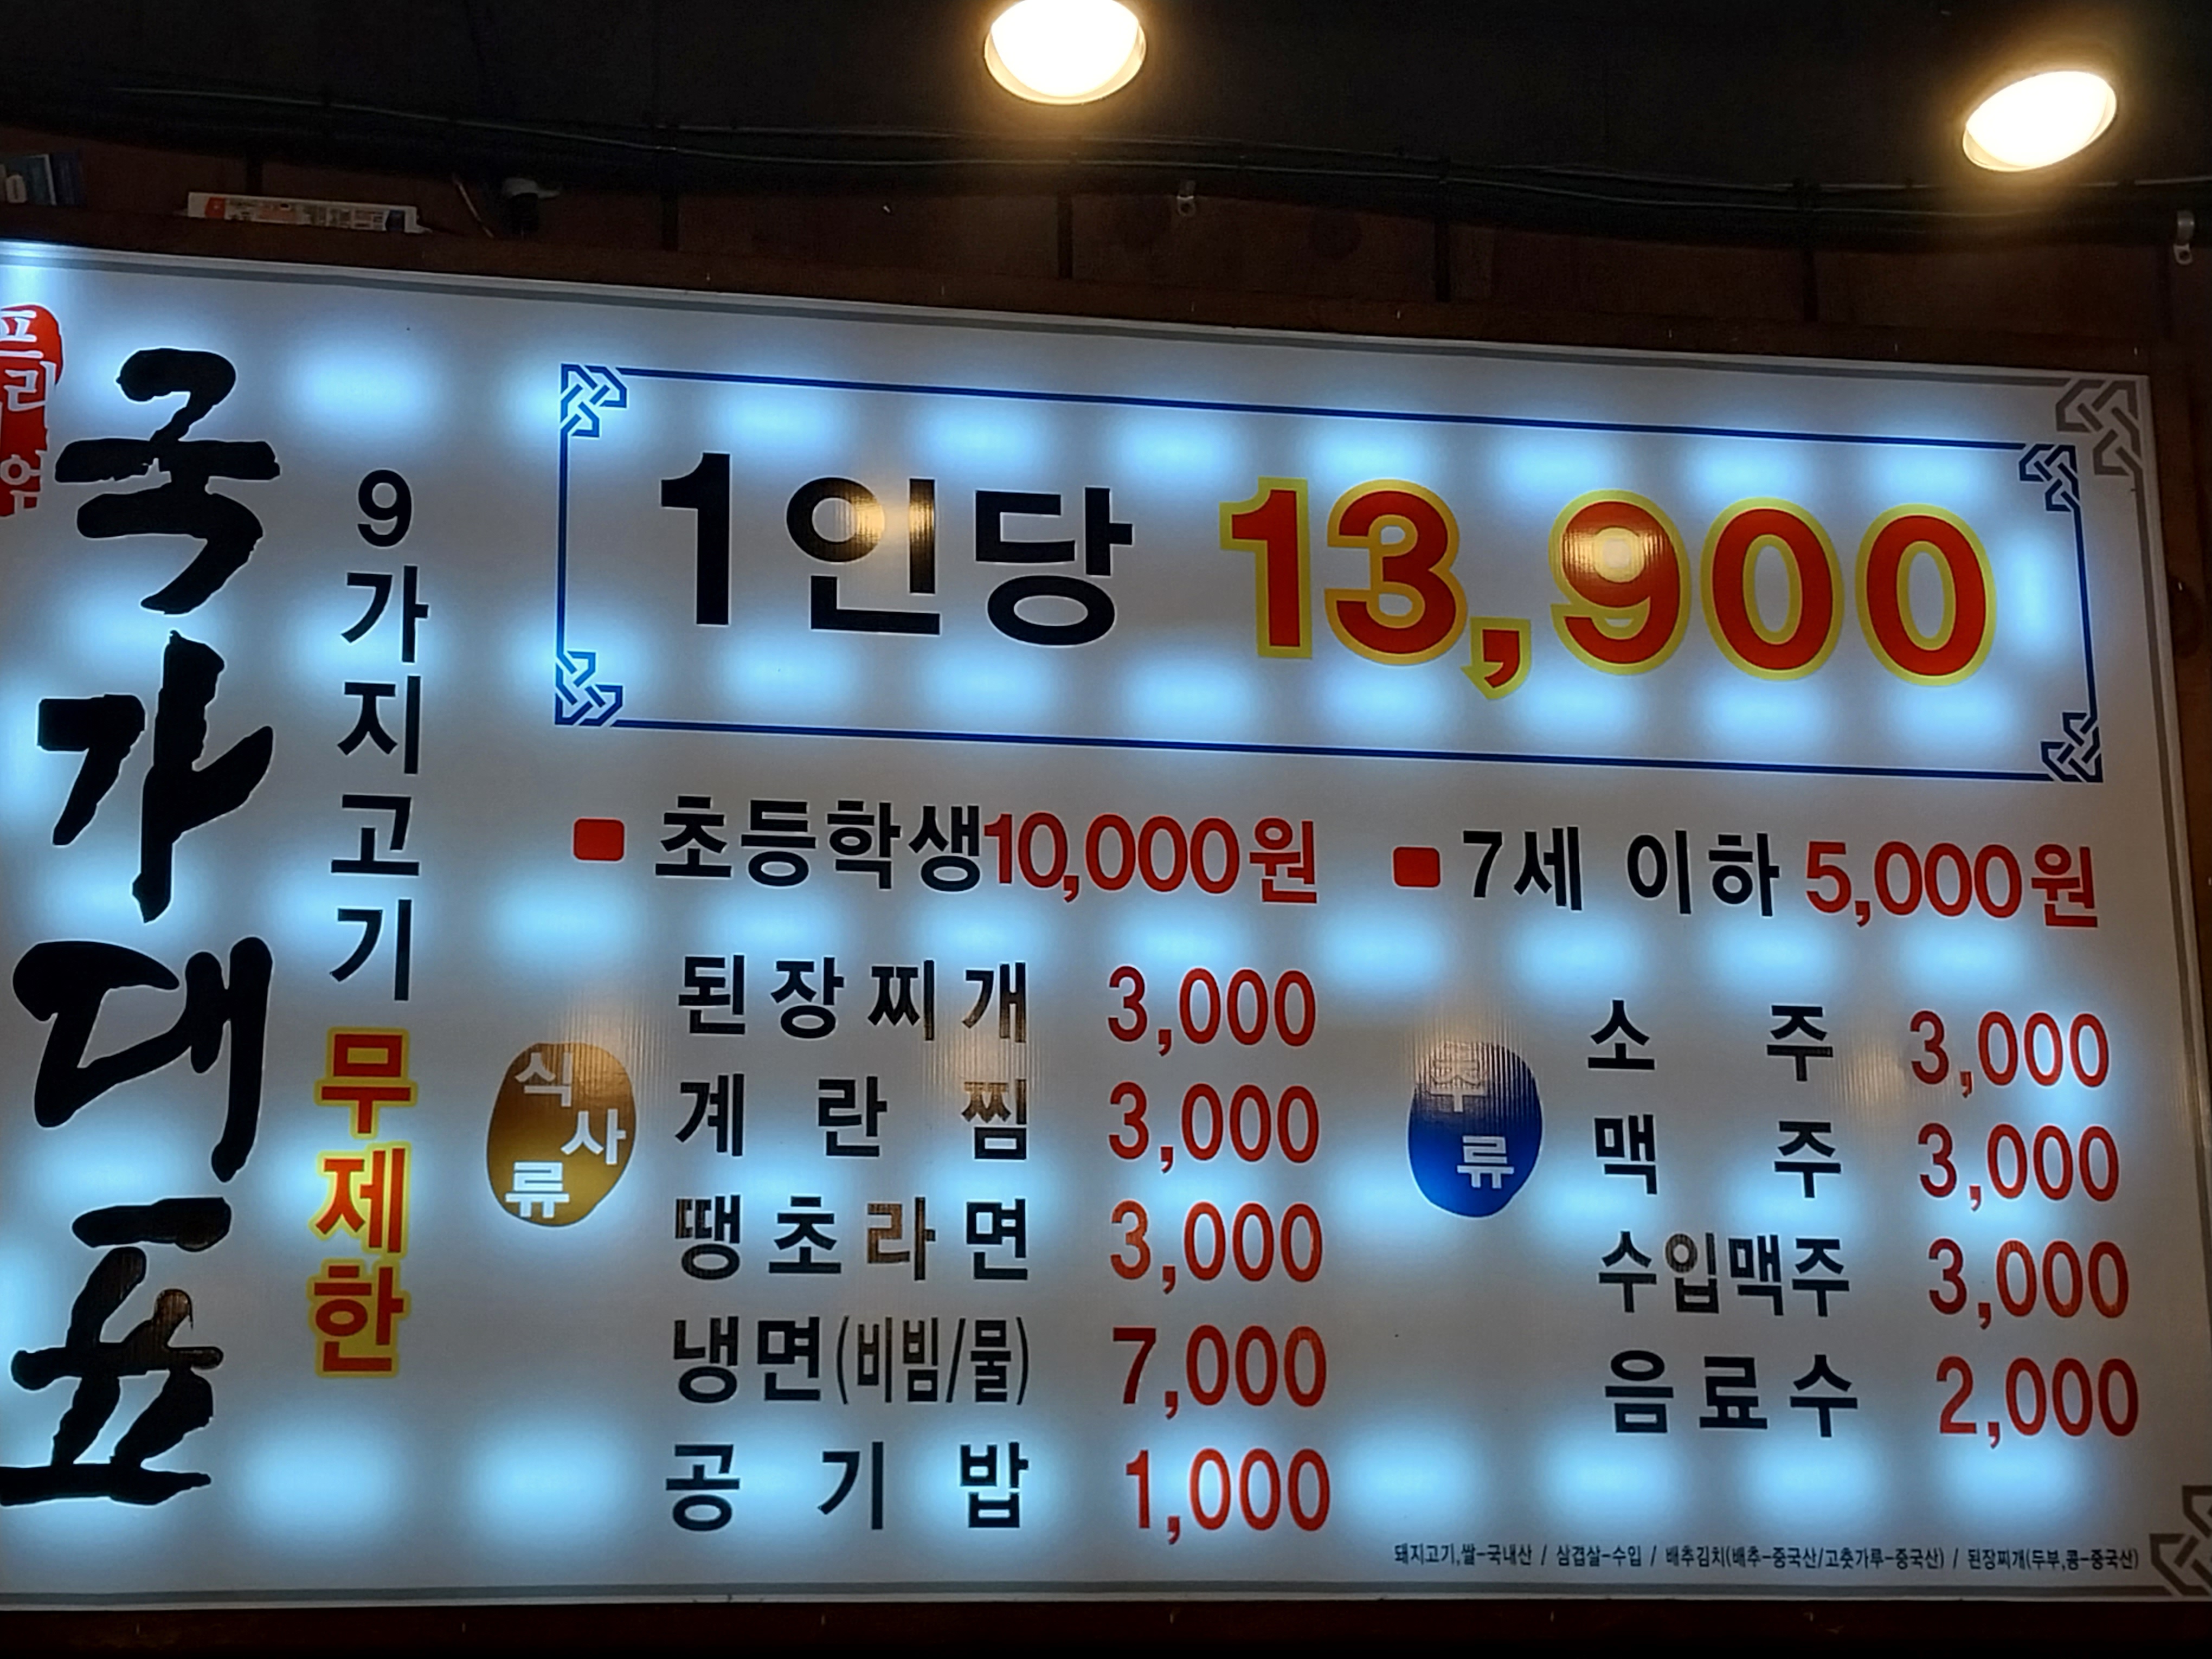 국가대표
9가지고기 무제한
1인당 13,900
초등학생 10,000원
7세 이하 5,000원
식사류
된장찌개 3,000
계란찜 3,000
땡초라면 3,000
냉면(비빔/물) 7,000
공기밥 1,000
주류
소주 3,000
맥주 3,000
수입맥주 3,000
음료수 2,000
돼지고기,쌀-국내산 / 삼겹살-수입 / 배추김치(배추-중국산/고춧가루-중국산) / 된장찌개(두부,콩-중국산)